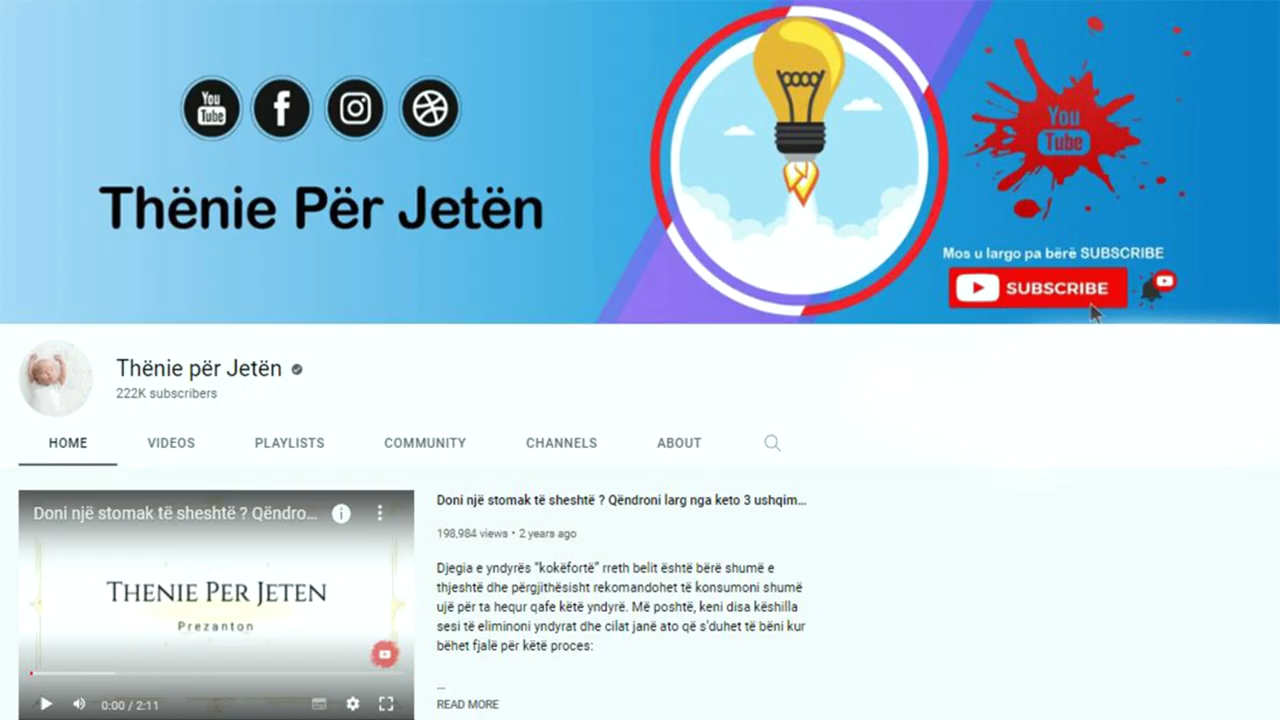 You
Tube
Thënie Për Jetën
You
Tube
Mos u largo pa bërë SUBSCRIBE
SUBSCRIBE
Thënie për Jetën
222K subscribers
HOME VIDEOS PLAYLISTS COMMUNITY CHANNELS ABOUT
Doni një stomak të sheshtë ? Qëndro...
THENIE PER JETEN
Prezanton
0:00 / 2:11
Doni një stomak të sheshtë ? Qëndroni larg nga keto 3 ushqim...
198,984 views • 2 years ago
Djegia e yndyrës "kokëfortë" rreth belit është bërë shumë e
thjeshtë dhe përgjithësisht rekomandohet të konsumoni shumë
ujë për ta hequr qafe këtë yndyrë. Më poshtë, keni disa këshilla
sesi të eliminoni yndyrat dhe cilat janë ato që s'duhet të bëni kur
bëhet fjalë për këtë proces:
...
READ MORE